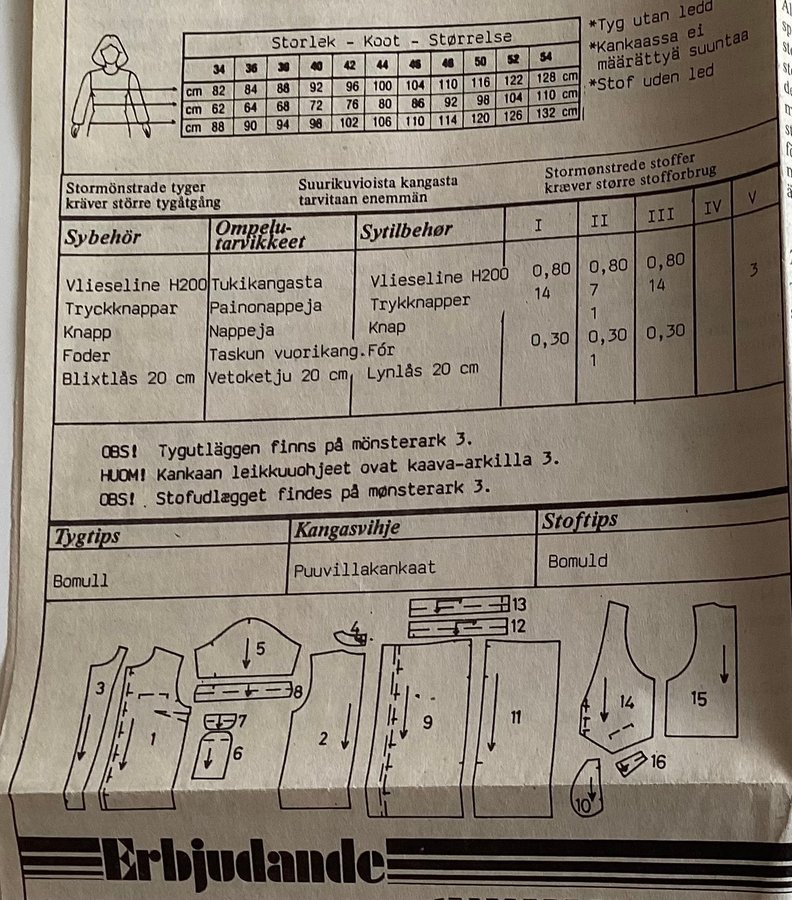 *Tyg utan ledd
*Kankaassa ei
määrättyä suuntaa
*Stof uden led
Storlek - Koot - Størrelse
34 36 38 40 42 44 46 48 50 52 54
cm 82 84 88 92 96 100 104 110 116 122 128 cm
cm 62 64 68 72 76 80 86 92 98 104 110 cm
cm 88 90 94 98 102 106 110 114 120 126 132 cm
Stormönstrade tyger
kräver större tygåtgång
Suurikuvioista kangasta
tarvitaan enemmän
Stormønstrede stoffer
kræver større stofforbrug
Sybehör Ompelu-tarvikkeet Sytilbehør I II III IV V
Vlieseline H200 Tukikangasta Vlieseline H200 0,80 0,80 0,80 3
Tryckknappar Painonappeja Trykknapper 14 7 14
Knapp Nappeja Knap 1
Foder Taskun vuorikang. Fór 0,30 0,30 0,30
Blixtlås 20 cm Vetoketju 20 cm Lynlås 20 cm 1
OBS! Tygutläggen finns på mönsterark 3.
HUOM! Kankaan leikkuuohjeet ovat kaava-arkilla 3.
OBS! Stofudlægget findes på mønsterark 3.
Tygtips Kangasvihje Stoftips
Bomull Puuvillakankaat Bomuld
13
12
4
5
3
8
7
6
1
2
9
11
14
15
16
10
Erbjudande